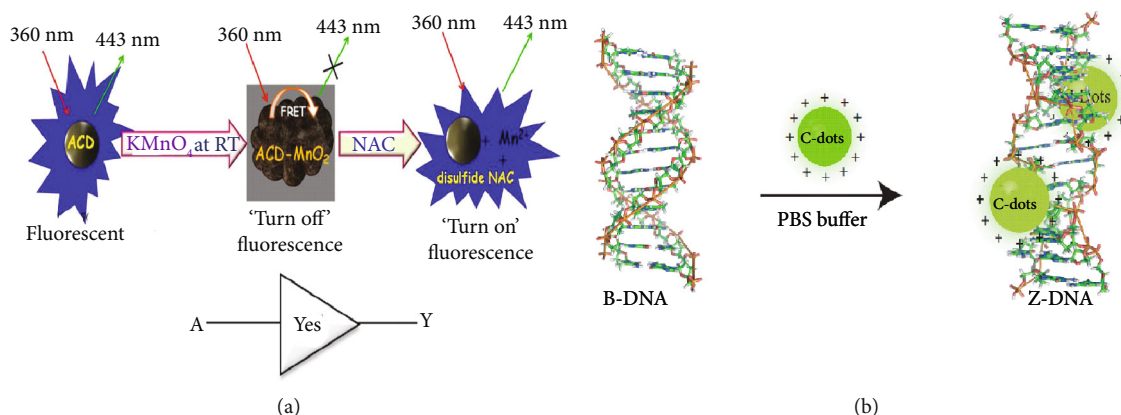 360 nm
443 nm
ACD
Fluorescent
KMnO₄ at RT
360 nm
443 nm
FRET
ACD-MnO₂
'Turn off'
fluorescence
NAC
360 nm
443 nm
+ Mn²⁺
+
disulfide NAC
'Turn on'
fluorescence
A
Yes
Y
(a)
B-DNA
+ + +
+ +
+ C-dots +
+ +
+ + +
PBS buffer
Dots
C-dots
Z-DNA
(b)